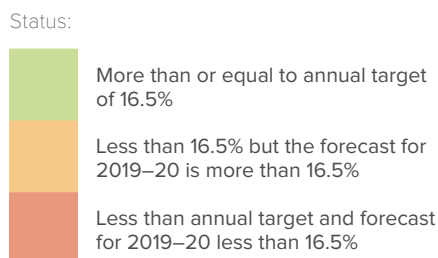 Status:
More than or equal to annual target
of 16.5%
Less than 16.5% but the forecast for
2019–20 is more than 16.5%
Less than annual target and forecast
for 2019–20 less than 16.5%